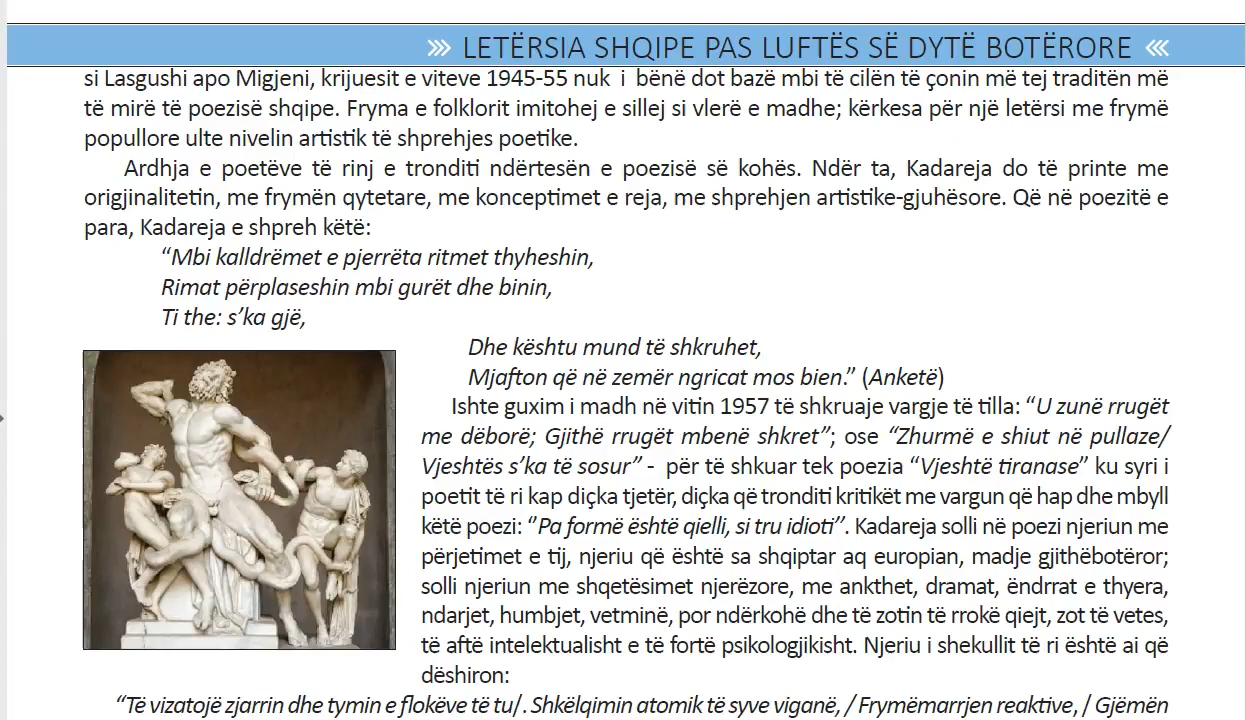 LETËRSIA SHQIPE PAS LUFTËS SË DYTË BOTËRORE
si Lasgushi apo Migjeni, krijuesit e viteve 1945-55 nuk i bënë dot bazë mbi të cilën të çonin më tej traditën më
të mirë të poezisë shqipe. Fryma e folklorit imitohej e sillej si vlerë e madhe; kërkesa për një letërsi me frymë
popullore ulte nivelin artistik të shprehjes poetike.
Ardhja e poetëve të rinj e tronditi ndërtesën e poezisë së kohës. Ndër ta, Kadareja do të printe me
origjinalitetin, me frymën qytetare, me konceptimet e reja, me shprehjen artistike-gjuhësore. Që në poezitë e
para, Kadareja e shpreh këtë:
“Mbi kalldrëmet e pjerrëta ritmet thyheshin,
Rimat përplaseshin mbi gurët dhe binin,
Ti the: s’ka gjë,
Dhe kështu mund të shkruhet,
Mjafton që në zemër ngricat mos bien.” (Anketë)
Ishte guxim i madh në vitin 1957 të shkruaje vargje të tilla: “U zunë rrugët
me dëborë; Gjithë rrugët mbenë shkret”; ose “Zhurmë e shiut në pullaze/
Vjeshtës s’ka të sosur” - për të shkuar tek poezia “Vjeshtë tiranase” ku syri i
poetit të ri kap diçka tjetër, diçka që tronditi kritikët me vargun që hap dhe mbyll
këtë poezi: ‘’Pa formë është qielli, si tru idioti’’. Kadareja solli në poezi njeriun me
përjetimet e tij, njeriu që është sa shqiptar aq europian, madje gjithëbotëror;
solli njeriun me shqetësimet njerëzore, me ankthet, dramat, ëndrrat e thyera,
ndarjet, humbjet, vetminë, por ndërkohë dhe të zotin të rrokë qiejt, zot të vetes,
të aftë intelektualisht e të fortë psikologjikisht. Njeriu i shekullit të ri është ai që
dëshiron:
“Të vizatojë zjarrin dhe tymin e flokëve të tu/. Shkëlqimin atomik të syve viganë, / Frymëmarrjen reaktive, / Gjëmën